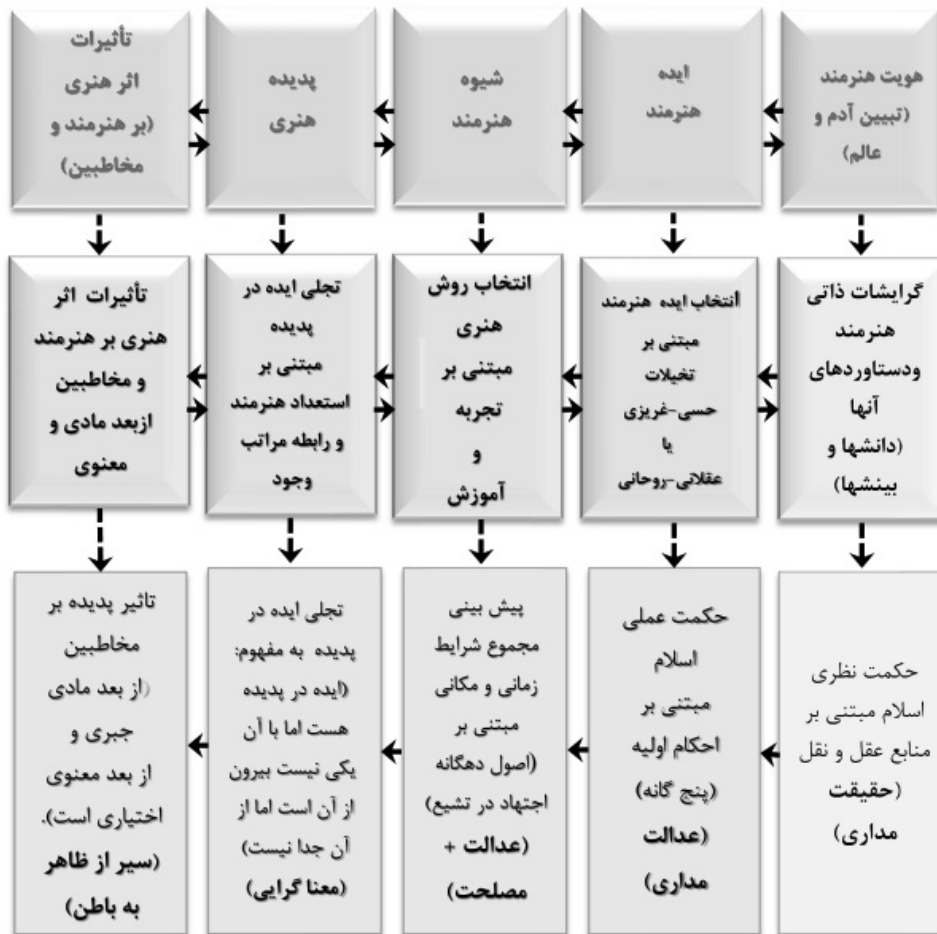 هویت هنرمند
(تبیین آدم و
عالم)
ایده
هنرمند
شیوه
هنرمند
پدیده
هنری
تأثیرات
اثر هنری
(بر هنرمند و
مخاطبین)
گرایشات ذاتی
هنرمند
ودستاوردهای
آنها
(دانشها و
بینشها)
انتخاب ایده هنرمند
مبتنی بر
تخیلات
حسی-غریزی
یا
عقلانی-روحانی
انتخاب روش
هنری
مبتنی بر
تجربه
و
آموزش
تجلی ایده در
پدیده
مبتنی بر
استعداد هنرمند
و رابطه مراتب
وجود
تأثیرات اثر
هنری بر هنرمند
و مخاطبین
ازبعد مادی و
معنوی
حکمت نظری
اسلام مبتنی بر
منابع عقل و نقل
(حقیقت
مداری)
حکمت عملی
اسلام
مبتنی بر
احکام اولیه
(پنج گانه)
(عدالت
مداری)
پیش بینی
مجموع شرایط
زمانی و مکانی
مبتنی بر
(اصول دهگانه
اجتهاد در تشیع)
(عدالت +
مصلحت)
تجلی ایده در
پدیده به مفهوم:
(ایده در پدیده
هست اما با آن
یکی نیست بیرون
از آن است اما از
آن جدا نیست)
(معنا گرایی)
تاثیر پدیده بر
مخاطبین
(از بعد مادی
جبری و
از بعد معنوی
اختیاری است).
(سیر از ظاهر
به باطن)